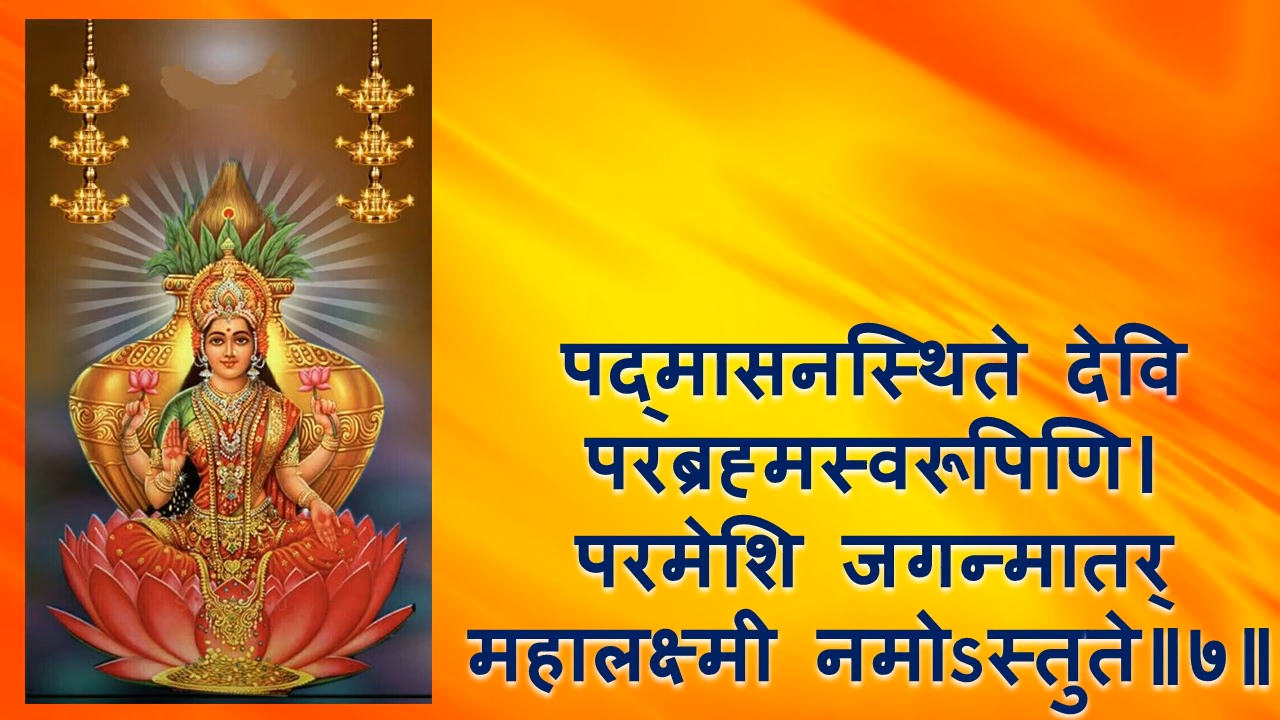 पद्‌मासनस्थिते देवि
परब्रह्मस्वरूपिणि।
परमेशि जगन्मातर्
महालक्ष्मी नमोऽस्तुते॥७॥